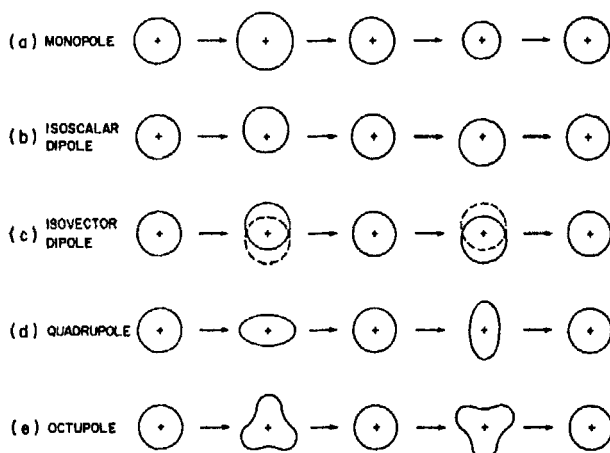 (a) MONOPOLE
(b) ISOSCALAR
DIPOLE
(c) ISOVECTOR
DIPOLE
(d) QUADRUPOLE
(e) OCTUPOLE